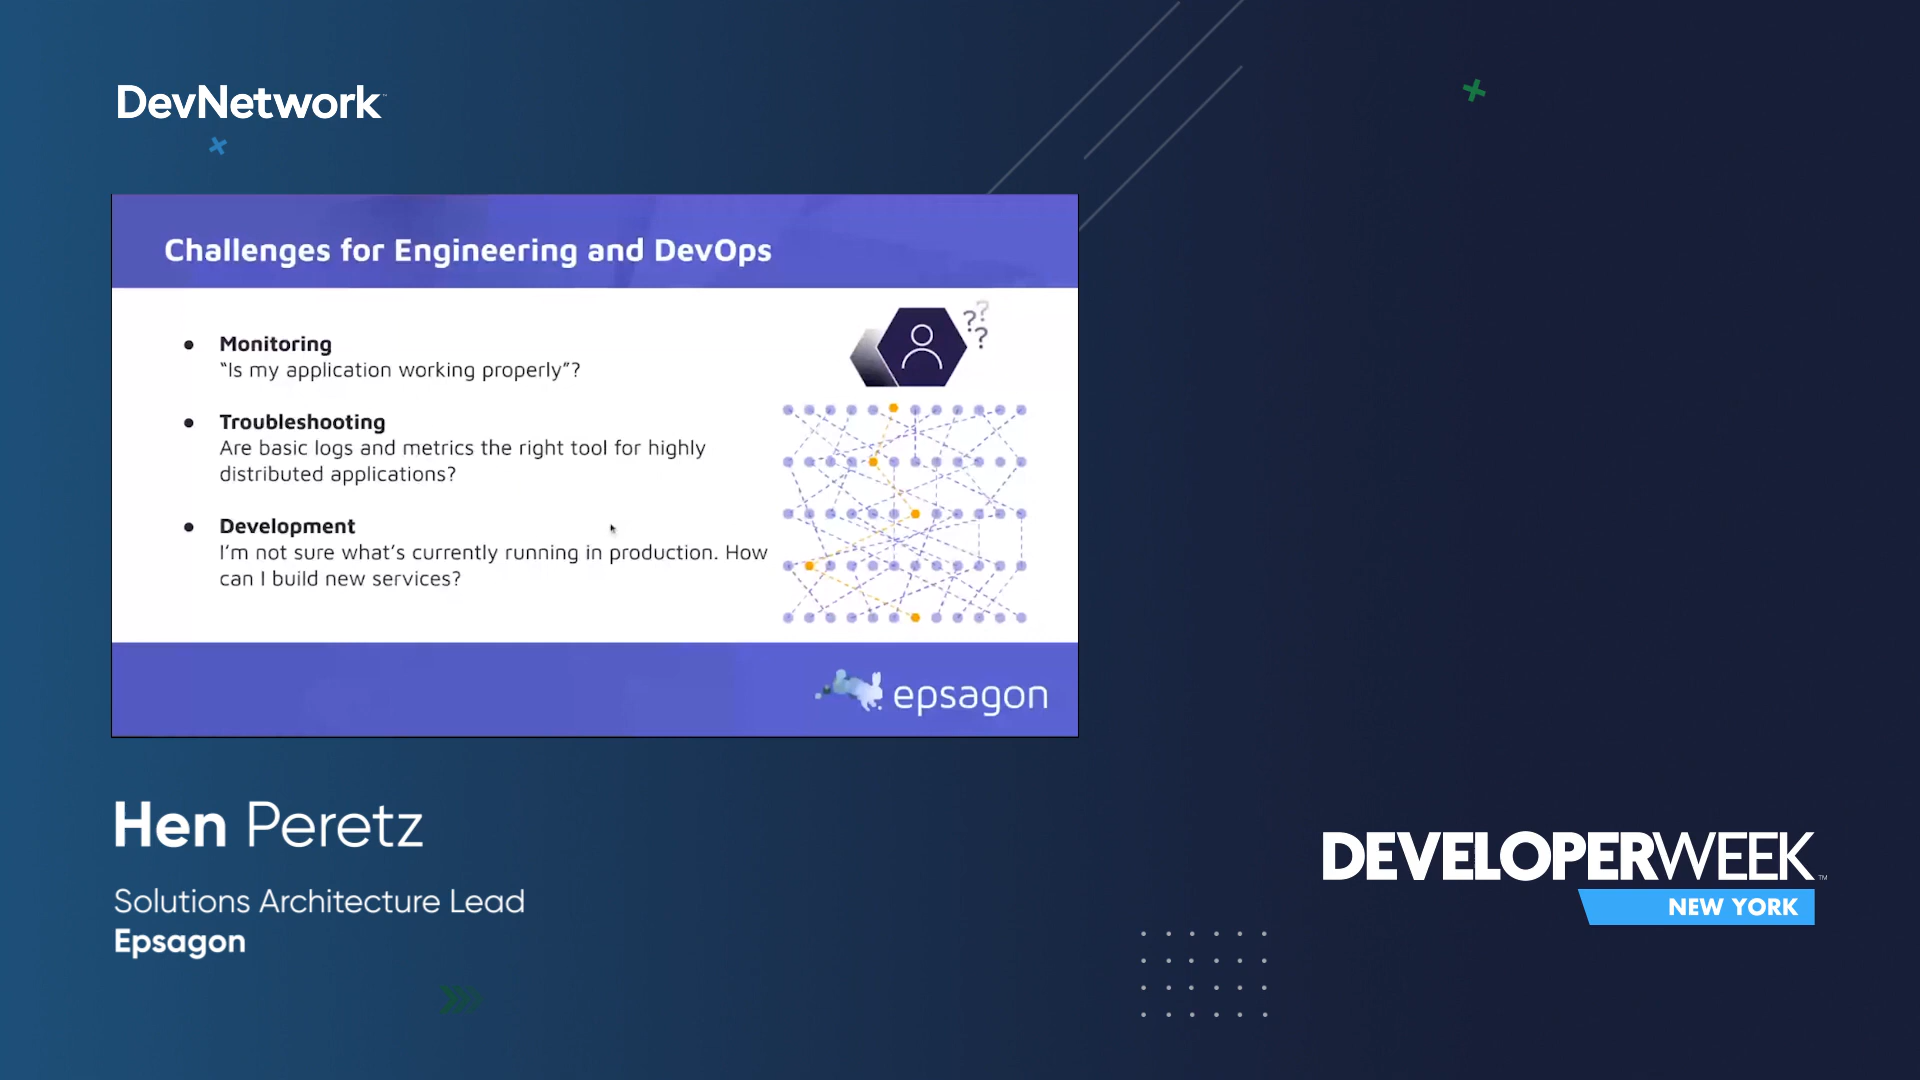 DevNetwork
Challenges for Engineering and DevOps
● Monitoring
“Is my application working properly”?
● Troubleshooting
Are basic logs and metrics the right tool for highly
distributed applications?
● Development
I’m not sure what’s currently running in production. How
can I build new services?
???
epsagon
Hen Peretz
Solutions Architecture Lead
Epsagon
DEVELOPERWEEK™
NEW YORK